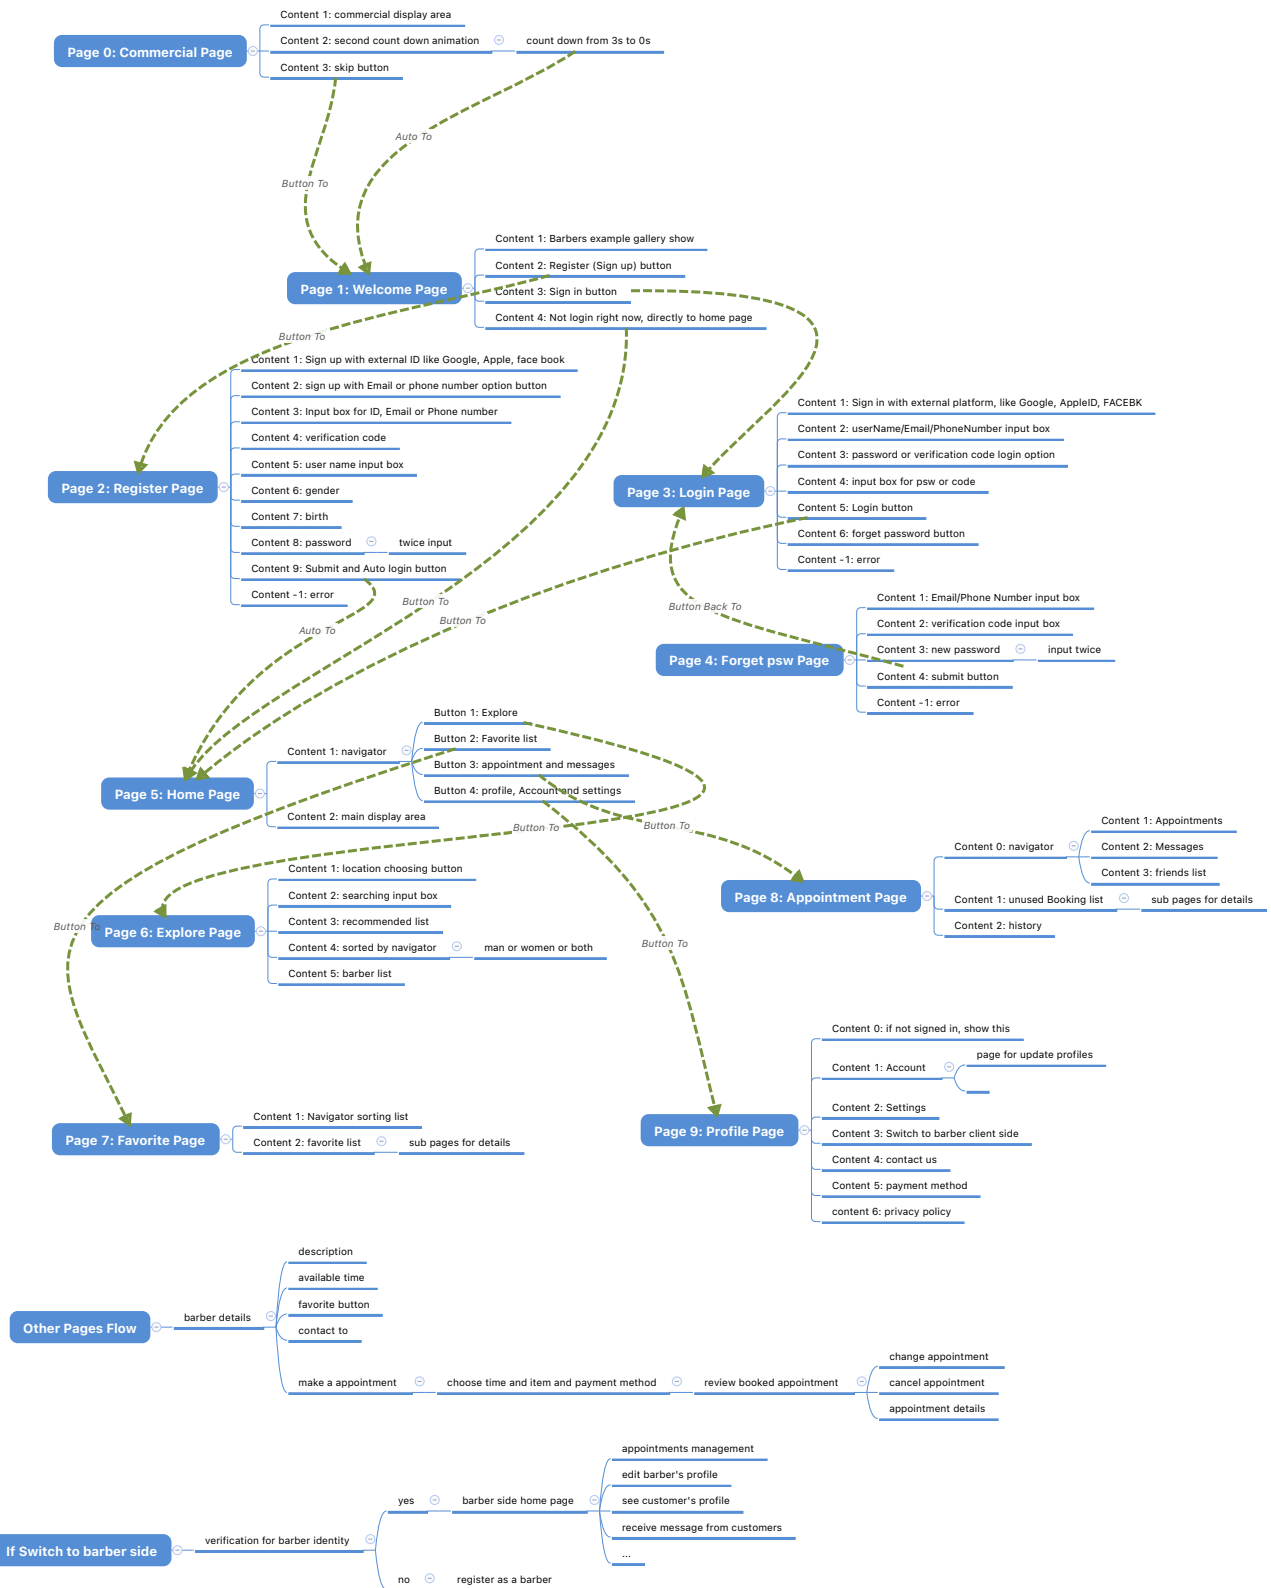 Page 0: Commercial Page
Content 1: commercial display area
Content 2: second count down animation
count down from 3s to 0s
Content 3: skip button
Auto To
Button To
Page 1: Welcome Page
Content 1: Barbers example gallery show
Content 2: Register (Sign up) button
Content 3: Sign in button
Content 4: Not login right now, directly to home page
Button To
Page 2: Register Page
Content 1: Sign up with external ID like Google, Apple, face book
Content 2: sign up with Email or phone number option button
Content 3: Input box for ID, Email or Phone number
Content 4: verification code
Content 5: user name input box
Content 6: gender
Content 7: birth
Content 8: password
twice input
Content 9: Submit and Auto login button
Content -1: error
Page 3: Login Page
Content 1: Sign in with external platform, like Google, AppleID, FACEBK
Content 2: userName/Email/PhoneNumber input box
Content 3: password or verification code login option
Content 4: input box for psw or code
Content 5: Login button
Content 6: forget password button
Content -1: error
Button To
Button To
Auto To
Button Back To
Page 4: Forget psw Page
Content 1: Email/Phone Number input box
Content 2: verification code input box
Content 3: new password
input twice
Content 4: submit button
Content -1: error
Page 5: Home Page
Content 1: navigator
Button 1: Explore
Button 2: Favorite list
Button 3: appointment and messages
Button 4: profile, Account and settings
Content 2: main display area
Button To
Button To
Page 6: Explore Page
Content 1: location choosing button
Content 2: searching input box
Content 3: recommended list
Content 4: sorted by navigator
man or women or both
Content 5: barber list
Button To
Page 8: Appointment Page
Content 0: navigator
Content 1: Appointments
Content 2: Messages
Content 3: friends list
Content 1: unused Booking list
sub pages for details
Content 2: history
Button To
Page 7: Favorite Page
Content 1: Navigator sorting list
Content 2: favorite list
sub pages for details
Page 9: Profile Page
Content 0: if not signed in, show this
Content 1: Account
page for update profiles
Content 2: Settings
Content 3: Switch to barber client side
Content 4: contact us
Content 5: payment method
content 6: privacy policy
Other Pages Flow
barber details
description
available time
favorite button
contact to
make a appointment
choose time and item and payment method
review booked appointment
change appointment
cancel appointment
appointment details
If Switch to barber side
verification for barber identity
yes
barber side home page
appointments management
edit barber's profile
see customer's profile
receive message from customers
...
no
register as a barber